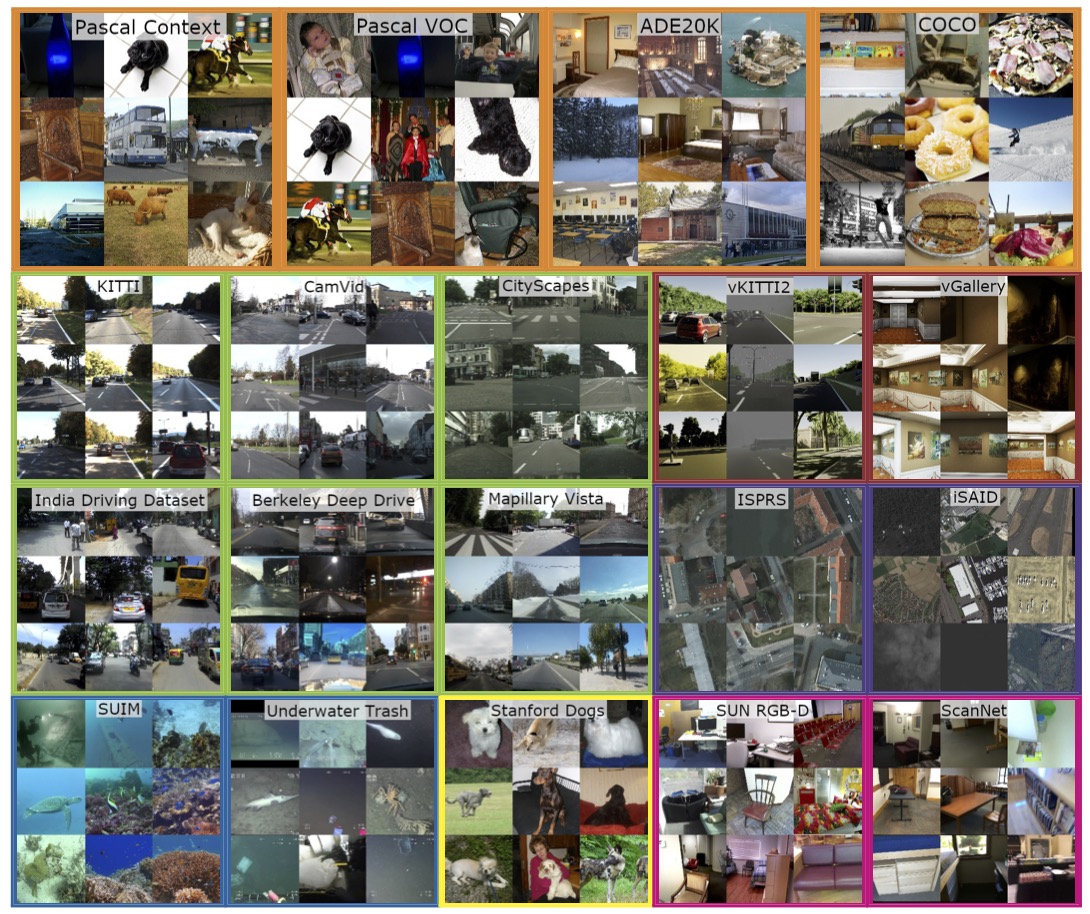 Pascal Context
Pascal VOC
ADE20K
COCO
KITTI
CamVid
CityScapes
vKITTI2
vGallery
India Driving Dataset
Berkeley Deep Drive
Mapillary Vista
ISPRS
iSAID
SUIM
Underwater Trash
Stanford Dogs
SUN RGB-D
ScanNet